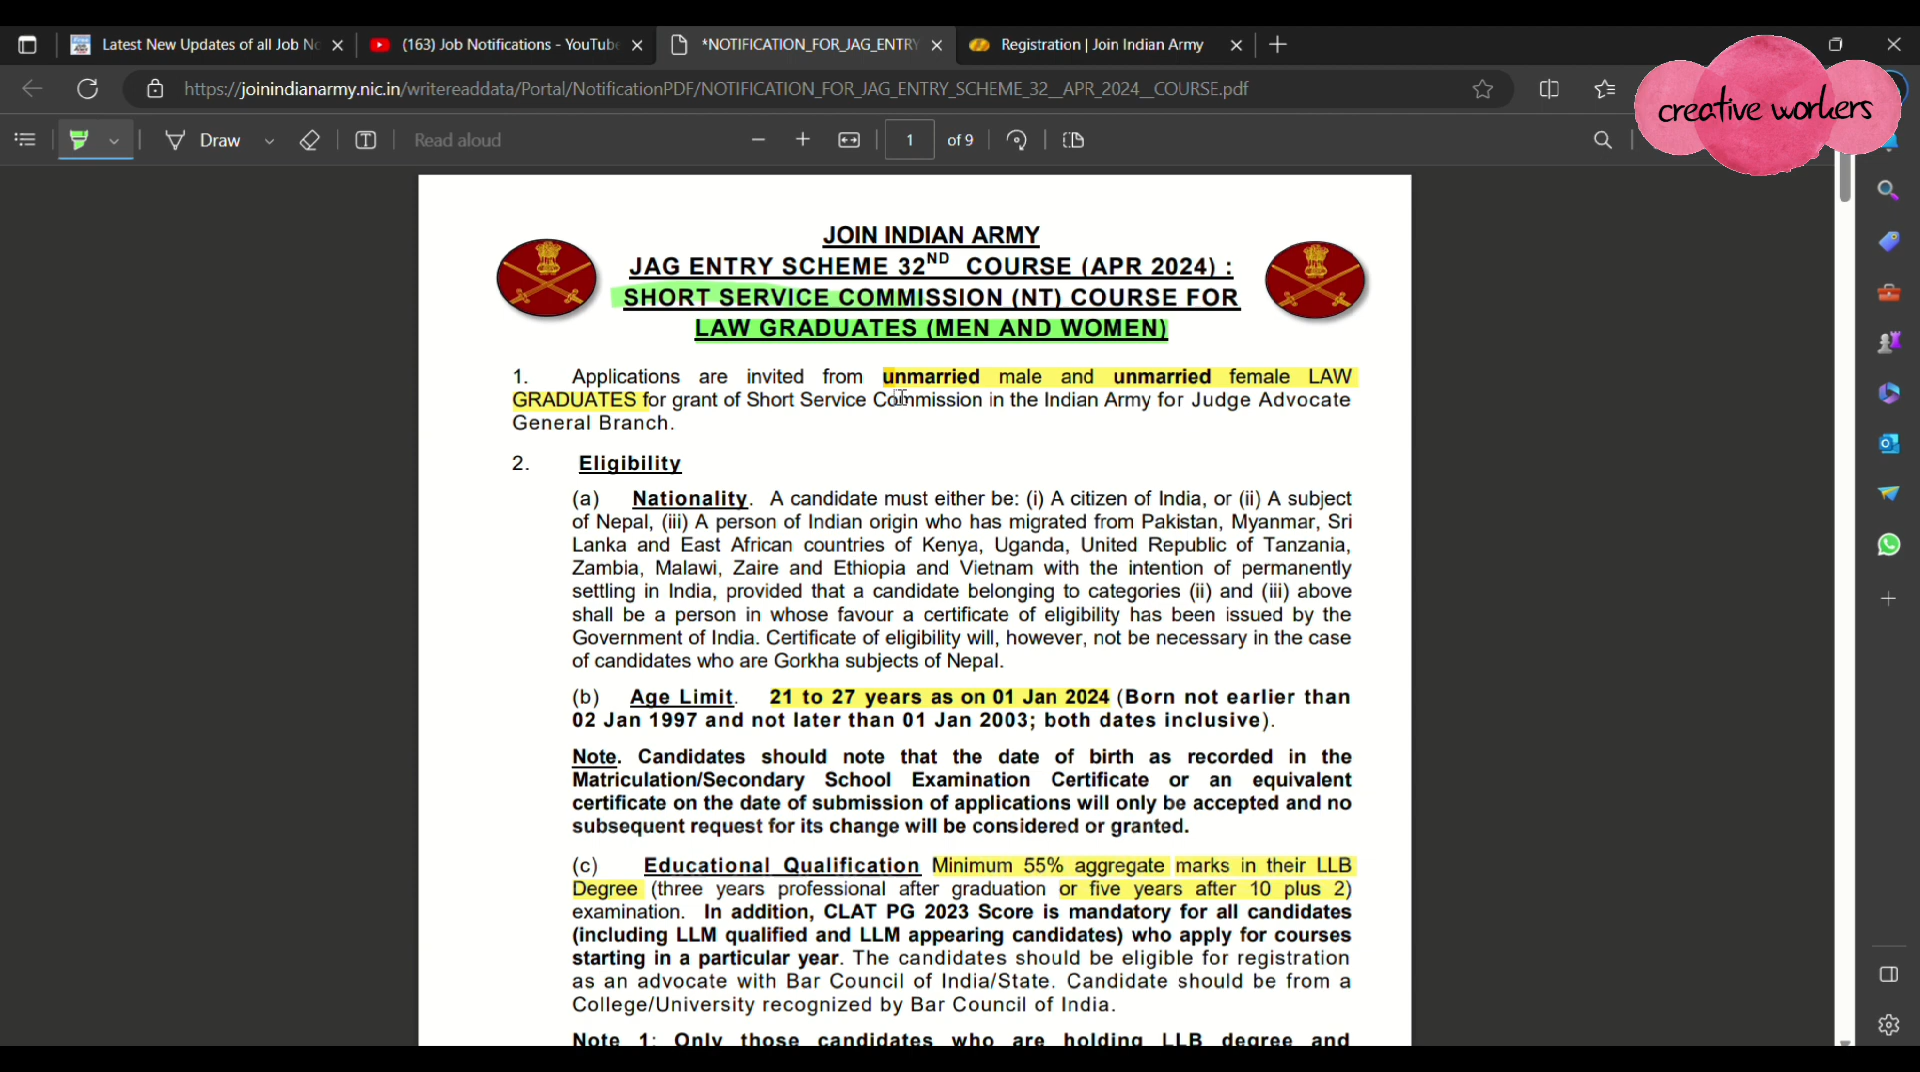 Latest New Updates of all Job No
(163) Job Notifications - YouTube
*NOTIFICATION_FOR_JAG_ENTRY
Registration | Join Indian Army
https://joinindianarmy.nic.in/writereaddata/Portal/NotificationPDF/NOTIFICATION_FOR_JAG_ENTRY_SCHEME_32__APR_2024__COURSE.pdf
creative workers
Draw
Read aloud
1 of 9
JOIN INDIAN ARMY
JAG ENTRY SCHEME 32ND COURSE (APR 2024) :
SHORT SERVICE COMMISSION (NT) COURSE FOR
LAW GRADUATES (MEN AND WOMEN)
1. Applications are invited from unmarried male and unmarried female LAW
GRADUATES for grant of Short Service Commission in the Indian Army for Judge Advocate
General Branch.
2. Eligibility
(a) Nationality. A candidate must either be: (i) A citizen of India, or (ii) A subject
of Nepal, (iii) A person of Indian origin who has migrated from Pakistan, Myanmar, Sri
Lanka and East African countries of Kenya, Uganda, United Republic of Tanzania,
Zambia, Malawi, Zaire and Ethiopia and Vietnam with the intention of permanently
settling in India, provided that a candidate belonging to categories (ii) and (iii) above
shall be a person in whose favour a certificate of eligibility has been issued by the
Government of India. Certificate of eligibility will, however, not be necessary in the case
of candidates who are Gorkha subjects of Nepal.
(b) Age Limit. 21 to 27 years as on 01 Jan 2024 (Born not earlier than
02 Jan 1997 and not later than 01 Jan 2003; both dates inclusive).
Note. Candidates should note that the date of birth as recorded in the
Matriculation/Secondary School Examination Certificate or an equivalent
certificate on the date of submission of applications will only be accepted and no
subsequent request for its change will be considered or granted.
(c) Educational Qualification Minimum 55% aggregate marks in their LLB
Degree (three years professional after graduation or five years after 10 plus 2)
examination. In addition, CLAT PG 2023 Score is mandatory for all candidates
(including LLM qualified and LLM appearing candidates) who apply for courses
starting in a particular year. The candidates should be eligible for registration
as an advocate with Bar Council of India/State. Candidate should be from a
College/University recognized by Bar Council of India.
Note 1: Only those candidates who are holding LLB degree and